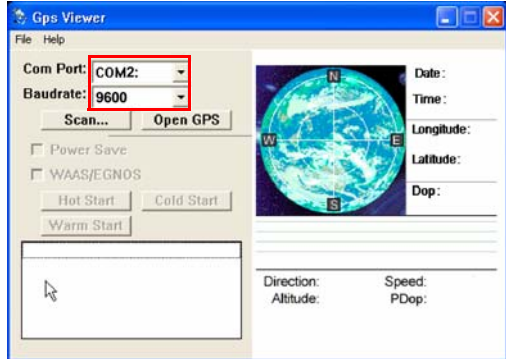 Gps Viewer
File Help
Com Port: COM2:
Baudrate: 9600
Scan... Open GPS
Power Save
WAAS/EGNOS
Hot Start Cold Start
Warm Start
N
W E
S
Date:
Time:
Longitude:
Latitude:
Dop:
Direction: Speed:
Altitude: PDop: